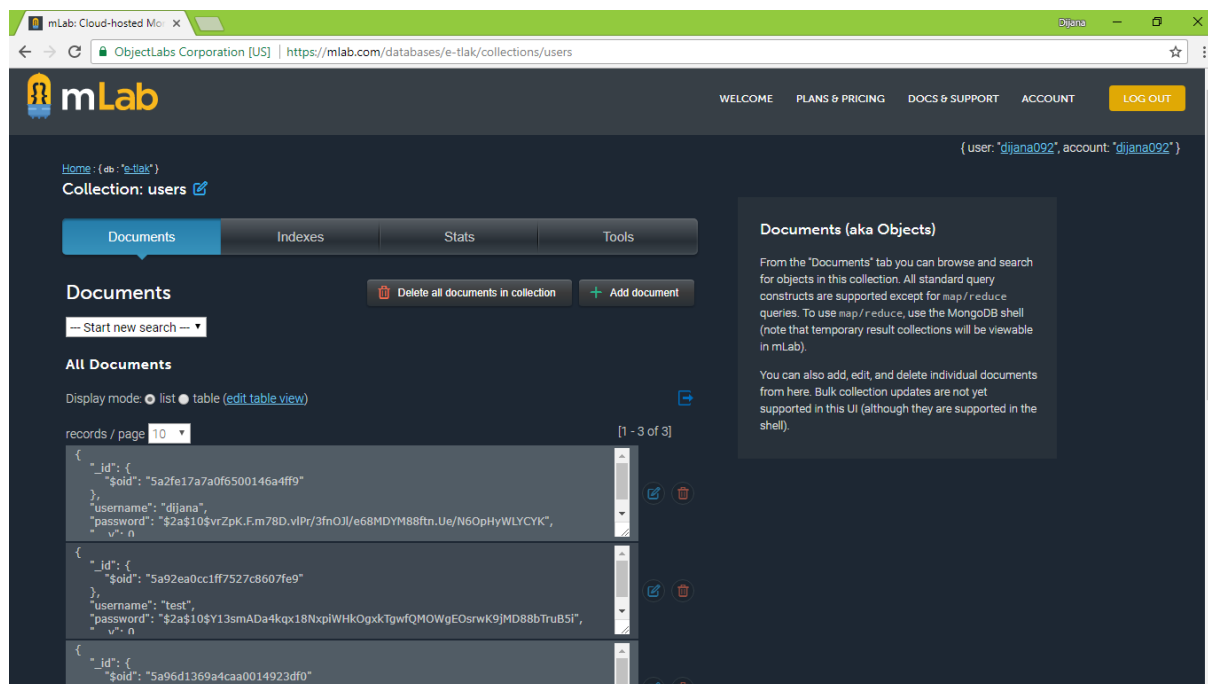 mLab: Cloud-hosted Mon
Dijana
ObjectLabs Corporation [US] | https://mlab.com/databases/e-tlak/collections/users
mLab
WELCOME PLANS & PRICING DOCS & SUPPORT ACCOUNT LOG OUT
{ user: "dijana092", account: "dijana092" }
Home : { db : "e-tlak" }
Collection: users
Documents Indexes Stats Tools
Documents
Delete all documents in collection
Add document
--- Start new search ---
All Documents
Display mode: list table (edit table view)
records / page 10 [1 - 3 of 3]
{
"_id": {
"$oid": "5a2fe17a7a0f6500146a4ff9"
},
"username": "dijana",
"password": "$2a$10$vrZpK.F.m78D.vlPr/3fnOJl/e68MDYM88ftn.Ue/N6OpHyWLYCYK",
"__v": 0
{
"_id": {
"$oid": "5a92ea0cc1ff7527c8607fe9"
},
"username": "test",
"password": "$2a$10$Y13smADa4kqx18NxpiWHkOgxkTgwfQMOWgEOsrwK9jMD88bTruB5i",
"__v": 0
{
"_id": {
"$oid": "5a96d1369a4caa0014923df0"
Documents (aka Objects)
From the "Documents" tab you can browse and search
for objects in this collection. All standard query
constructs are supported except for map/reduce
queries. To use map/reduce, use the MongoDB shell
(note that temporary result collections will be viewable
in mLab).
You can also add, edit, and delete individual documents
from here. Bulk collection updates are not yet
supported in this UI (although they are supported in the
shell).